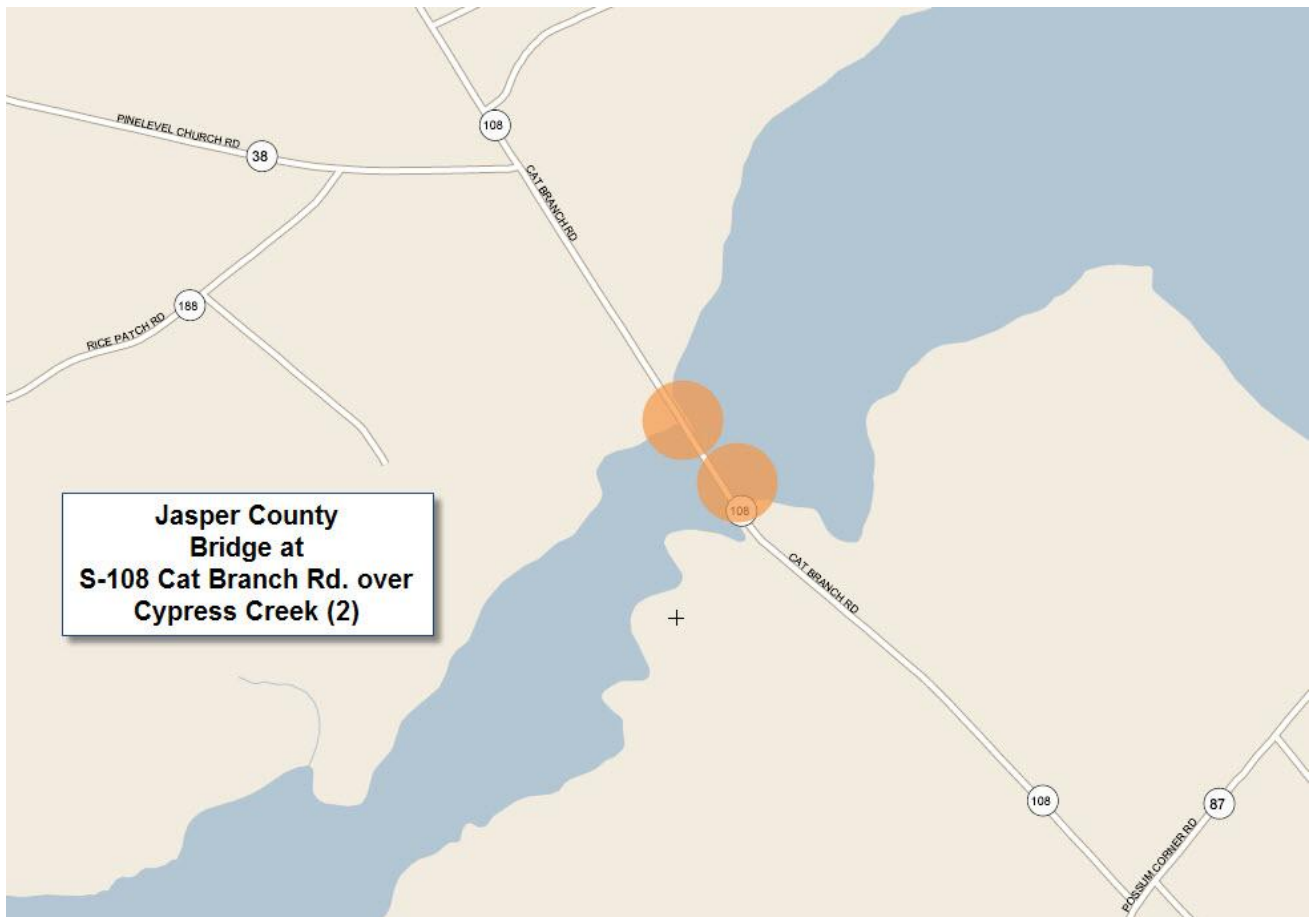 108
PINELEVEL CHURCH RD
38
CAT BRANCH RD
188
RICE PATCH RD
108
Jasper County
Bridge at
S-108 Cat Branch Rd. over
Cypress Creek (2)
CAT BRANCH RD
108
87
POSSUM CORNER RD